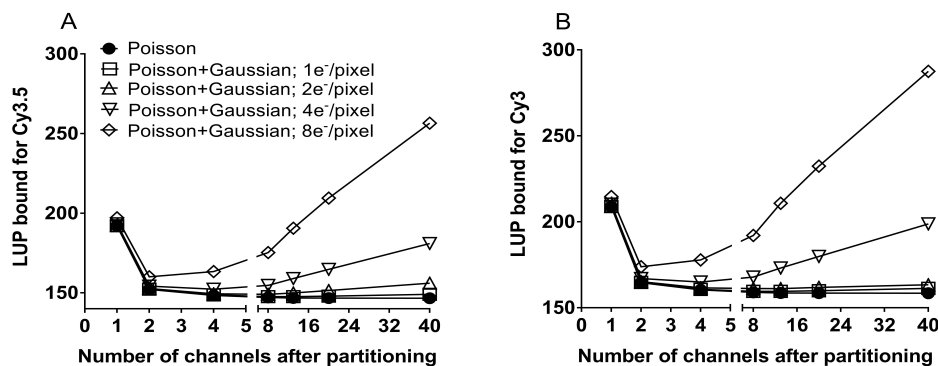 A
300
250
200
150
LUP bound for Cy3.5
Poisson
Poisson+Gaussian; 1e⁻/pixel
Poisson+Gaussian; 2e⁻/pixel
Poisson+Gaussian; 4e⁻/pixel
Poisson+Gaussian; 8e⁻/pixel
0 1 2 3 4 5 8 16 24 32 40
Number of channels after partitioning
B
300
250
200
150
LUP bound for Cy3
0 1 2 3 4 5 8 16 24 32 40
Number of channels after partitioning